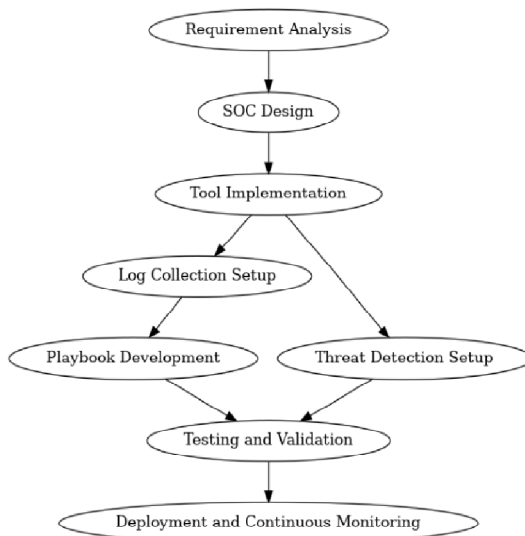 Requirement Analysis
SOC Design
Tool Implementation
Log Collection Setup
Playbook Development
Threat Detection Setup
Testing and Validation
Deployment and Continuous Monitoring